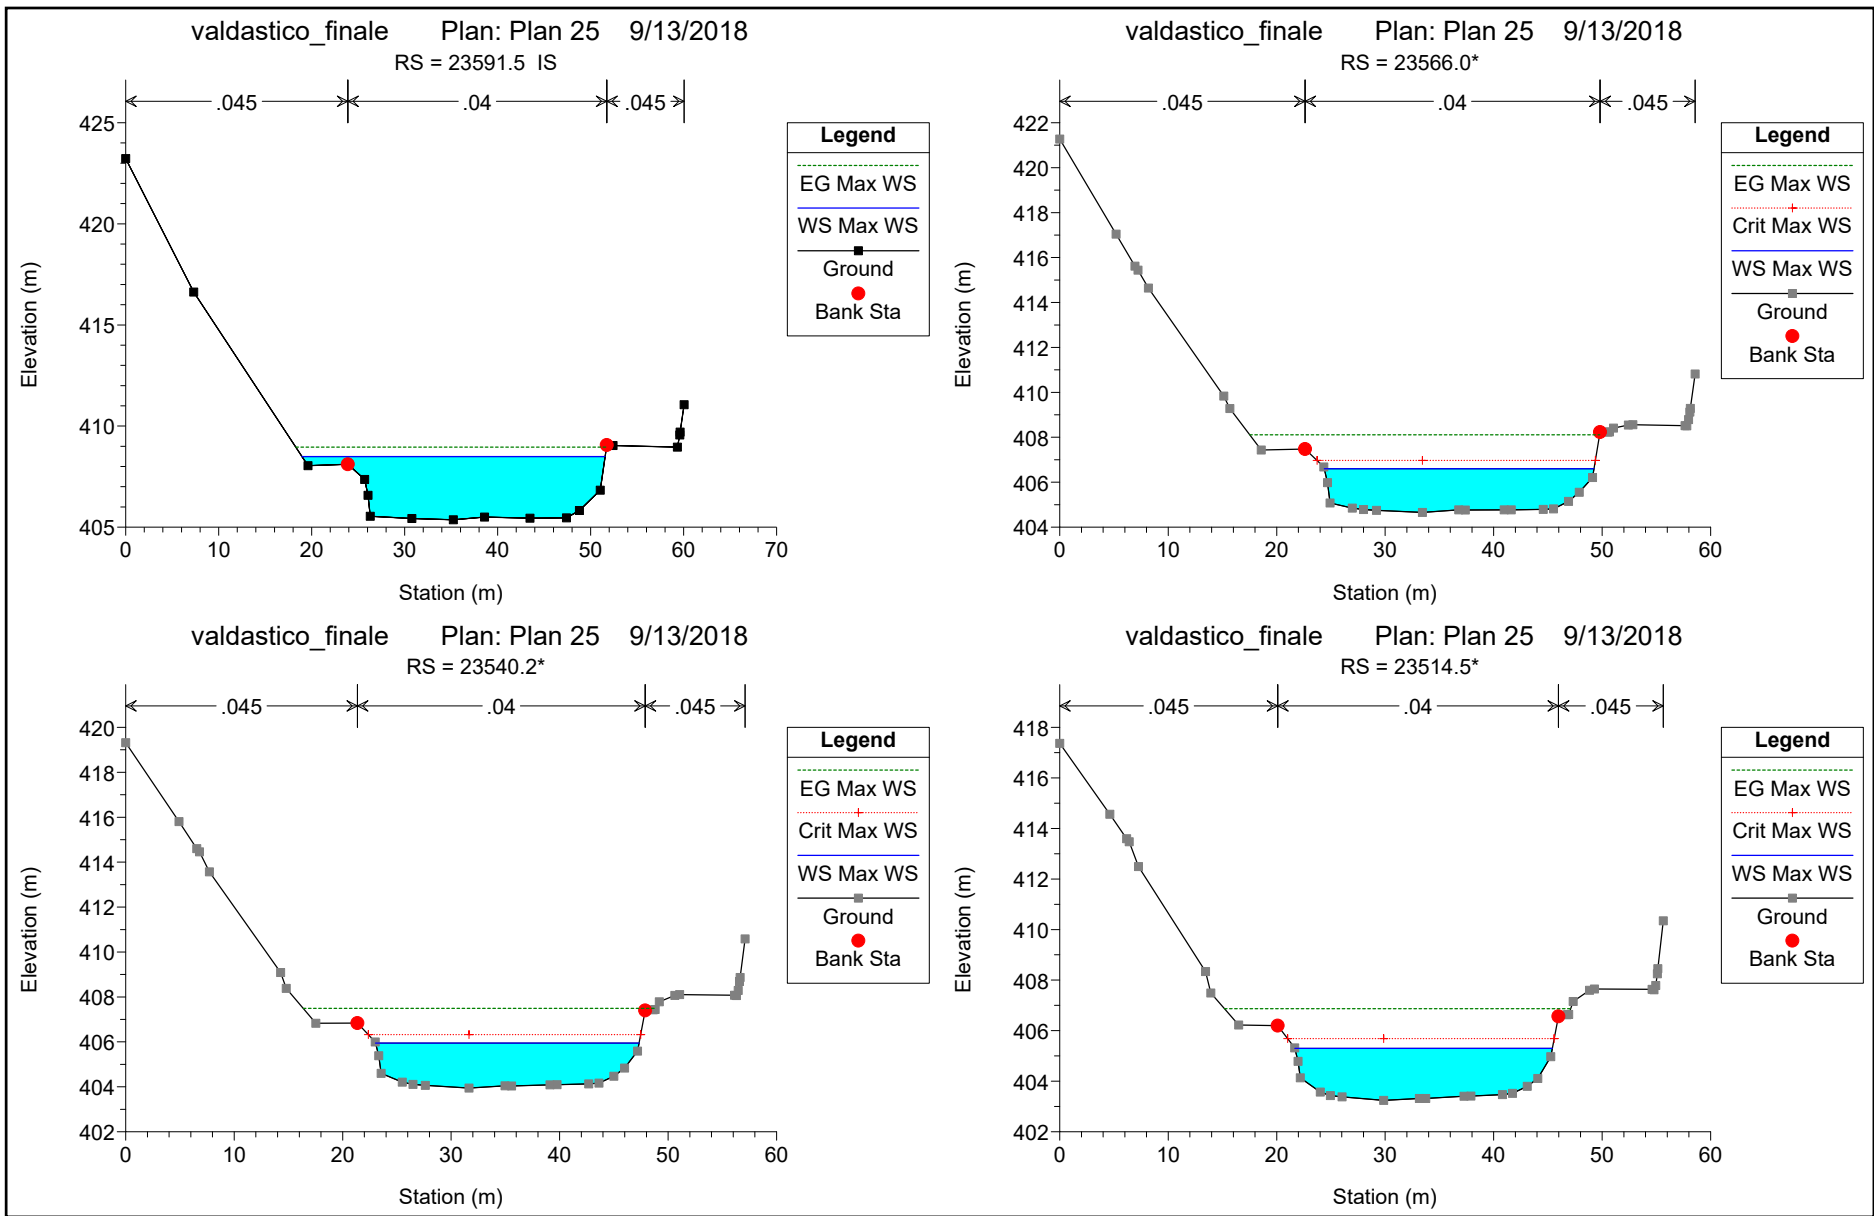 valdastico_finale Plan: Plan 25 9/13/2018
RS = 23591.5 IS
.045 .04 .045
425
420
415
410
405
0 10 20 30 40 50 60 70
Elevation (m)
Station (m)
Legend
EG Max WS
WS Max WS
Ground
Bank Sta
valdastico_finale Plan: Plan 25 9/13/2018
RS = 23566.0*
.045 .04 .045
422
420
418
416
414
412
410
408
406
404
0 10 20 30 40 50 60
Elevation (m)
Station (m)
Legend
EG Max WS
Crit Max WS
WS Max WS
Ground
Bank Sta
valdastico_finale Plan: Plan 25 9/13/2018
RS = 23540.2*
.045 .04 .045
420
418
416
414
412
410
408
406
404
402
0 10 20 30 40 50 60
Elevation (m)
Station (m)
Legend
EG Max WS
Crit Max WS
WS Max WS
Ground
Bank Sta
valdastico_finale Plan: Plan 25 9/13/2018
RS = 23514.5*
.045 .04 .045
418
416
414
412
410
408
406
404
402
0 10 20 30 40 50 60
Elevation (m)
Station (m)
Legend
EG Max WS
Crit Max WS
WS Max WS
Ground
Bank Sta